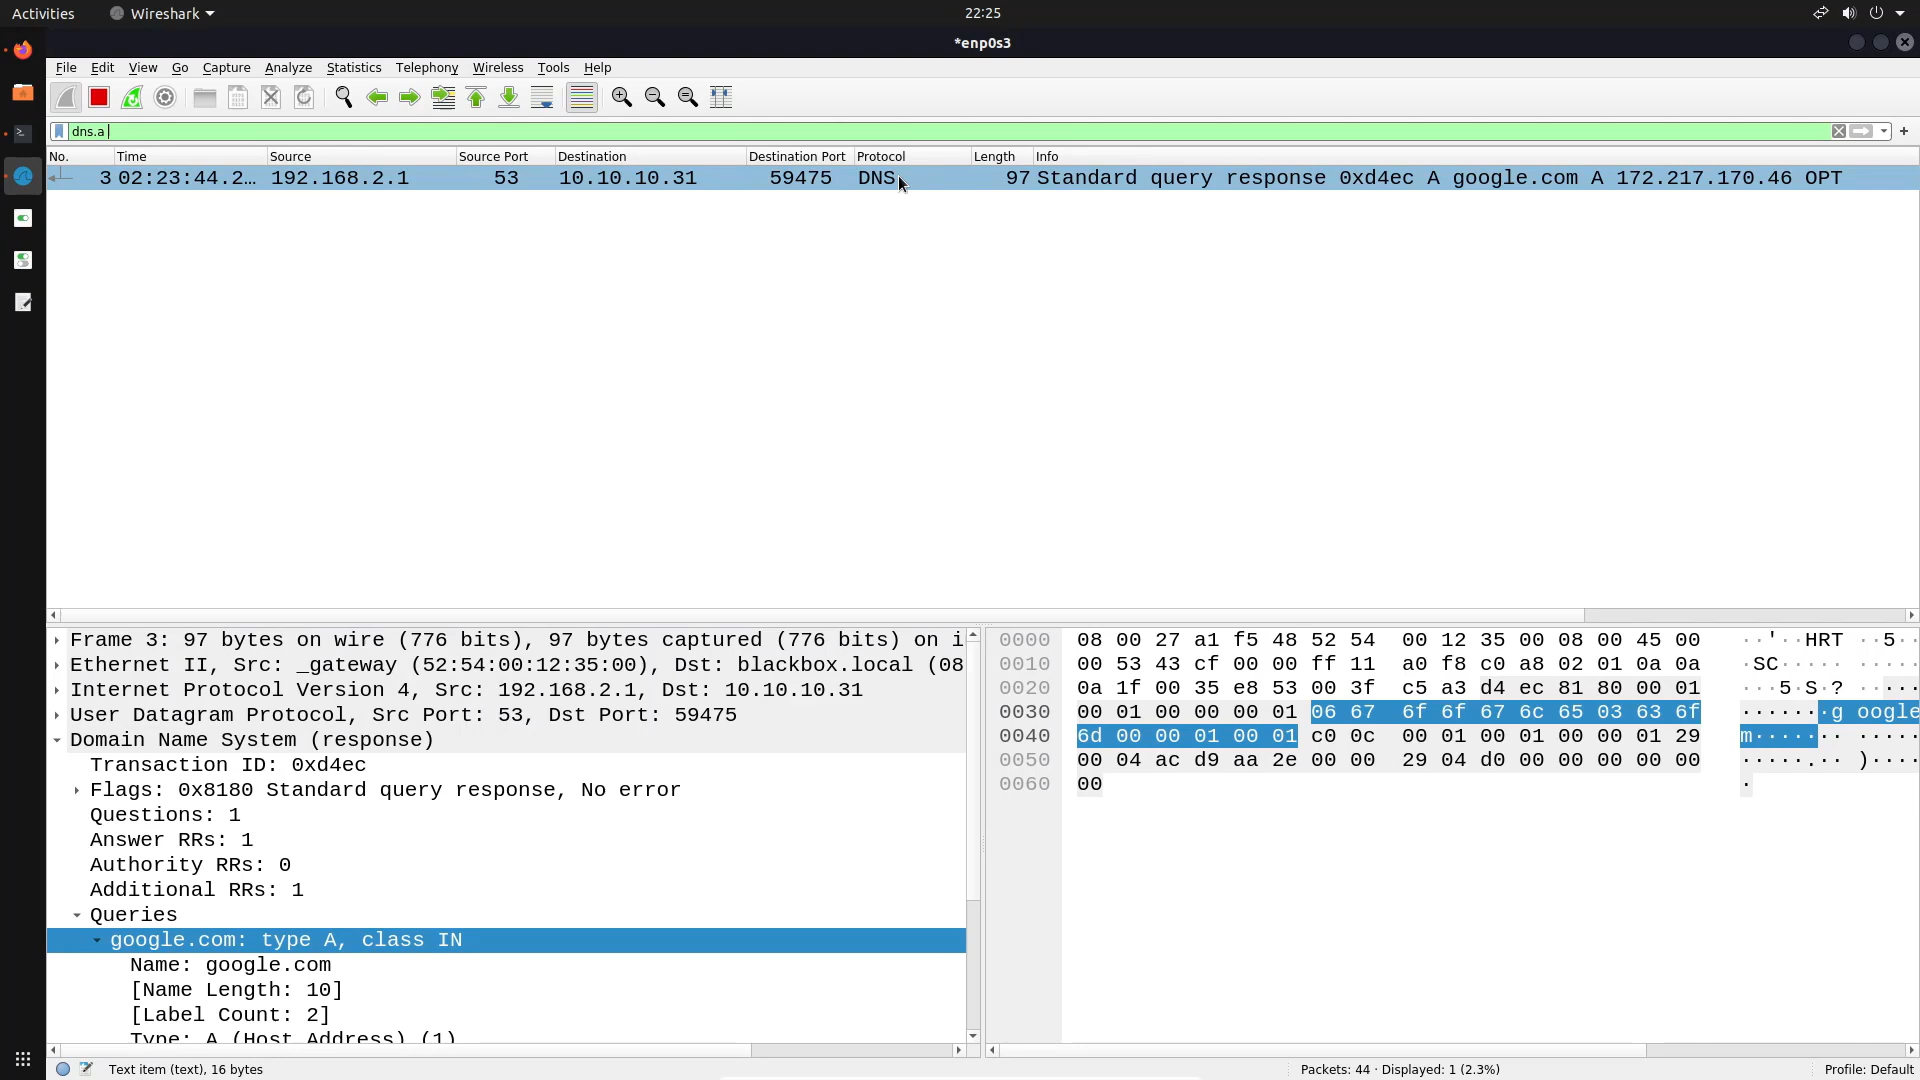 Activities Wireshark 22:25
*enp0s3
File Edit View Go Capture Analyze Statistics Telephony Wireless Tools Help
dns.a
No. Time Source Source Port Destination Destination Port Protocol Length Info
3 02:23:44.2… 192.168.2.1 53 10.10.10.31 59475 DNS 97 Standard query response 0xd4ec A google.com A 172.217.170.46 OPT
Frame 3: 97 bytes on wire (776 bits), 97 bytes captured (776 bits) on i
Ethernet II, Src: _gateway (52:54:00:12:35:00), Dst: blackbox.local (08
Internet Protocol Version 4, Src: 192.168.2.1, Dst: 10.10.10.31
User Datagram Protocol, Src Port: 53, Dst Port: 59475
Domain Name System (response)
Transaction ID: 0xd4ec
Flags: 0x8180 Standard query response, No error
Questions: 1
Answer RRs: 1
Authority RRs: 0
Additional RRs: 1
Queries
google.com: type A, class IN
Name: google.com
[Name Length: 10]
[Label Count: 2]
Type: A (Host Address) (1)
0000 08 00 27 a1 f5 48 52 54 00 12 35 00 08 00 45 00 ··'··HRT ··5··
0010 00 53 43 cf 00 00 ff 11 a0 f8 c0 a8 02 01 0a 0a ·SC····· ·····
0020 0a 1f 00 35 e8 53 00 3f c5 a3 d4 ec 81 80 00 01 ···5·S·? ·····
0030 00 01 00 00 00 01 06 67 6f 6f 67 6c 65 03 63 6f ·······g oogle
0040 6d 00 00 01 00 01 c0 0c 00 01 00 01 00 00 01 29 m······· ·····
0050 00 04 ac d9 aa 2e 00 00 29 04 d0 00 00 00 00 00 ·····.·· )····
0060 00 ·
Text item (text), 16 bytes Packets: 44 · Displayed: 1 (2.3%) Profile: Default